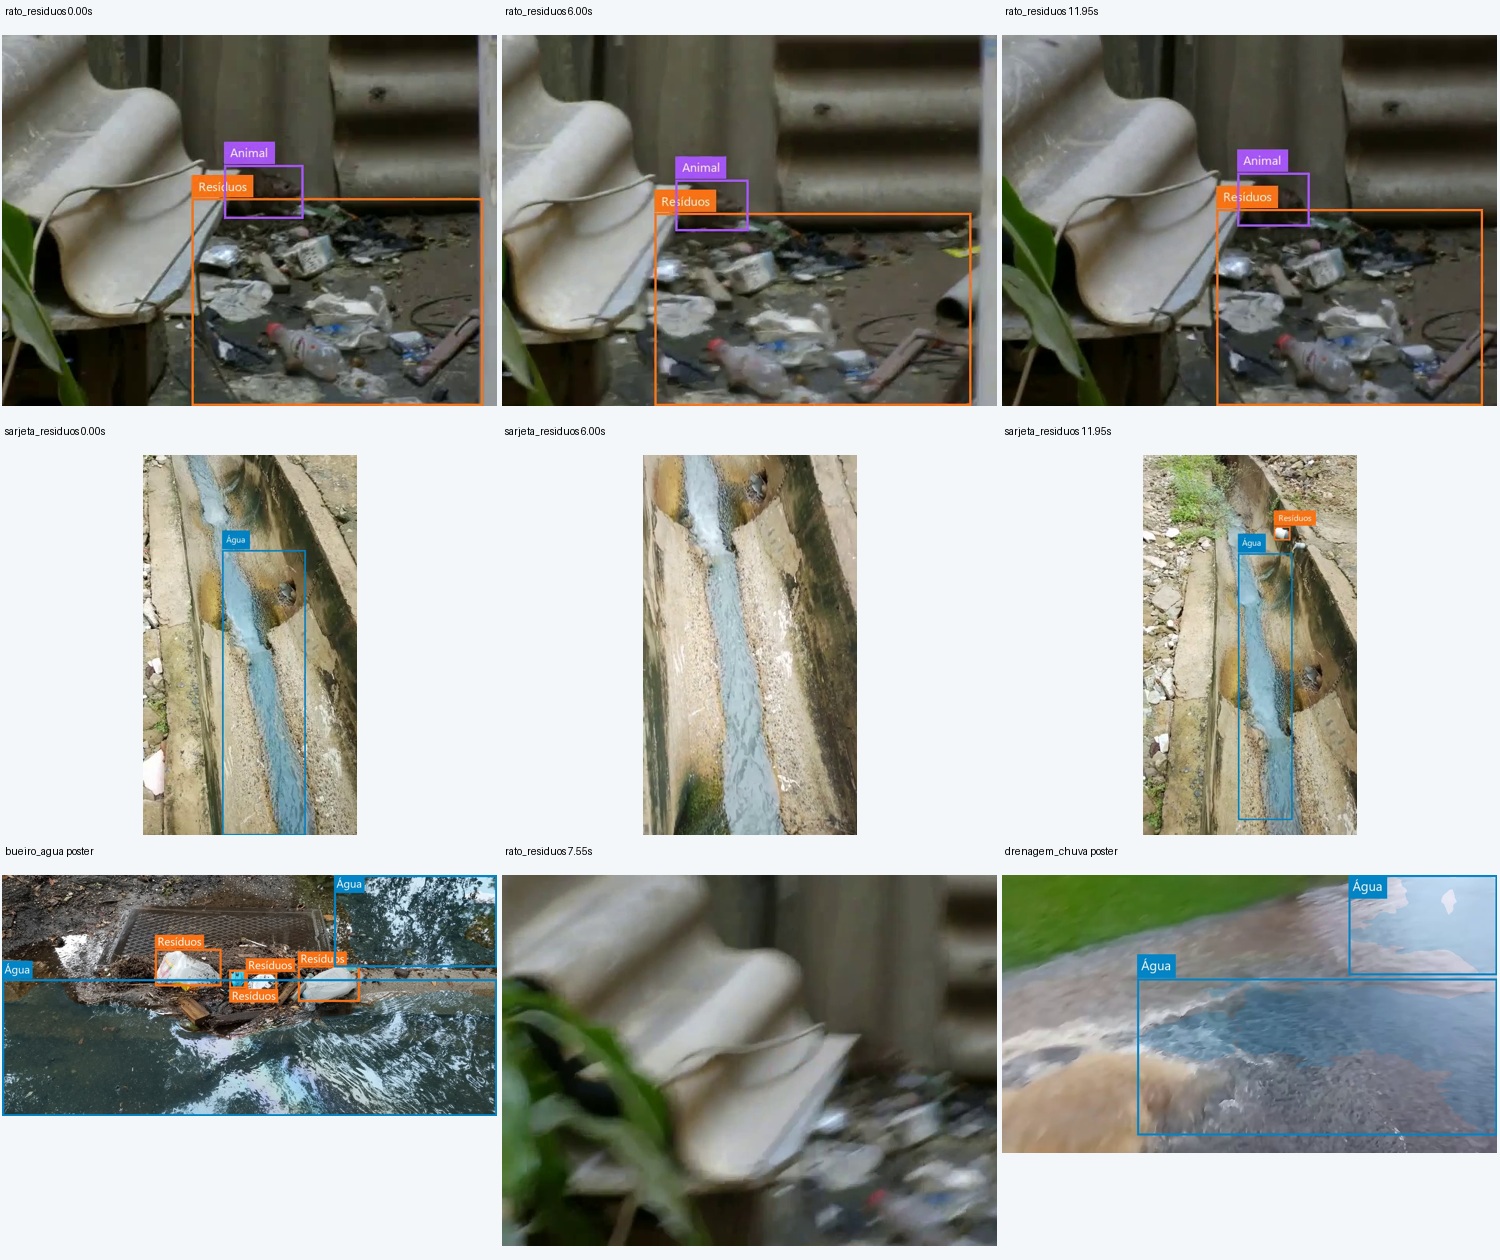 rato_residuos 0.00s
rato_residuos 6.00s
rato_residuos 11.95s
Animal
Resíduos
Animal
Resíduos
Animal
Resíduos
sarjeta_residuos 0.00s
sarjeta_residuos 6.00s
sarjeta_residuos 11.95s
Água
Resíduos
Água
bueiro_agua poster
rato_residuos 7.55s
drenagem_chuva poster
Água
Resíduos
Resíduos
Resíduos
Água
Resíduos
Água
Água